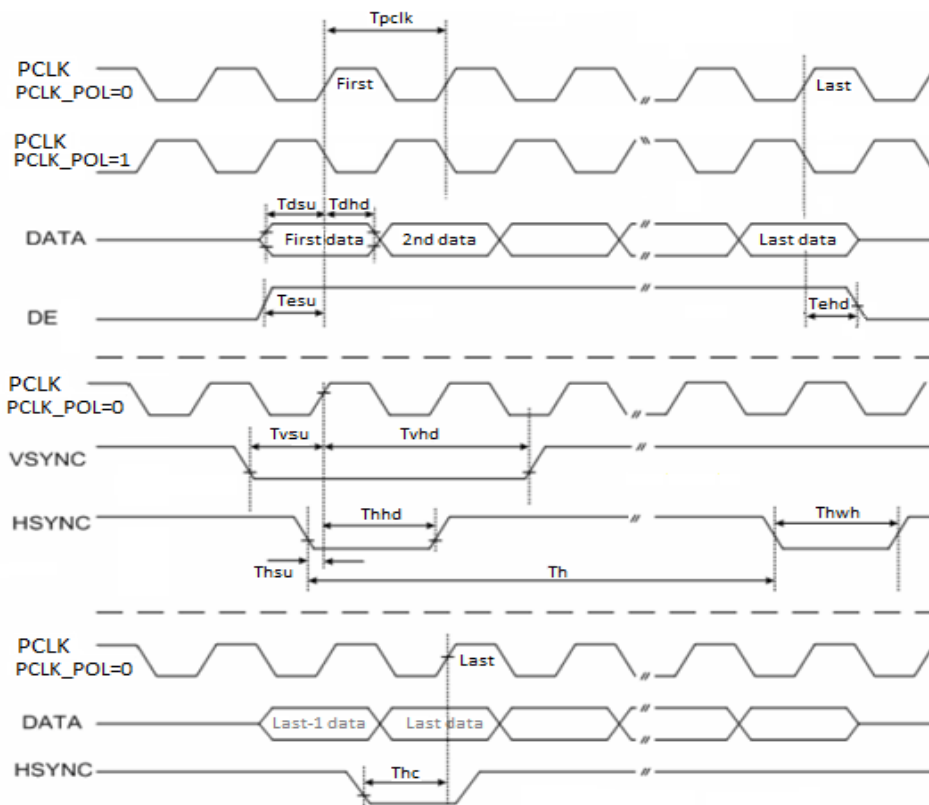 Tpclk
PCLK
PCLK_POL=0
First
Last
PCLK
PCLK_POL=1
Tdsu Tdhd
DATA
First data
2nd data
Last data
Tesu
Tehd
DE
PCLK
PCLK_POL=0
Tvsu
Tvhd
VSYNC
HSYNC
Thhd
Thwh
Thsu
Th
PCLK
PCLK_POL=0
Last
DATA
Last-1 data
Last data
HSYNC
Thc